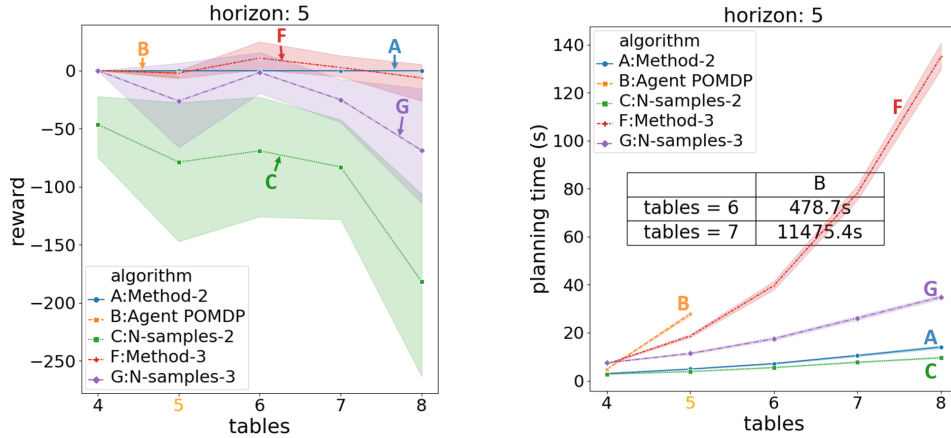 horizon: 5
B
F
A
G
C
reward
0
−50
−100
−150
−200
−250
algorithm
A:Method-2
B:Agent POMDP
C:N-samples-2
F:Method-3
G:N-samples-3
4 5 6 7 8
tables
horizon: 5
planning time (s)
140
120
100
80
60
40
20
0
algorithm
A:Method-2
B:Agent POMDP
C:N-samples-2
F:Method-3
G:N-samples-3
F
B
tables = 6 478.7s
tables = 7 11475.4s
B
G
A
C
4 5 6 7 8
tables